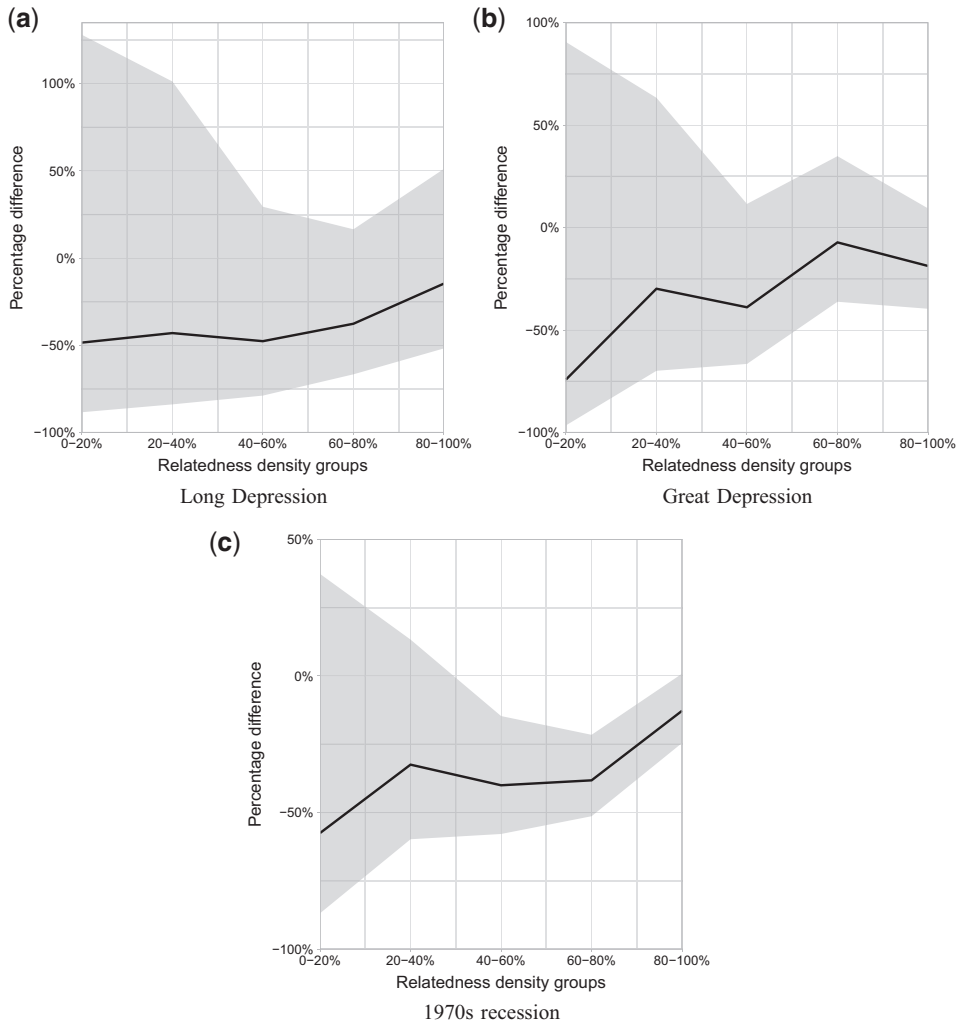 (a)
Percentage difference
100%
50%
0%
−50%
−100%
0−20% 20−40% 40−60% 60−80% 80−100%
Relatedness density groups
Long Depression
(b)
Percentage difference
100%
50%
0%
−50%
−100%
0−20% 20−40% 40−60% 60−80% 80−100%
Relatedness density groups
Great Depression
(c)
Percentage difference
50%
0%
−50%
−100%
0−20% 20−40% 40−60% 60−80% 80−100%
Relatedness density groups
1970s recession